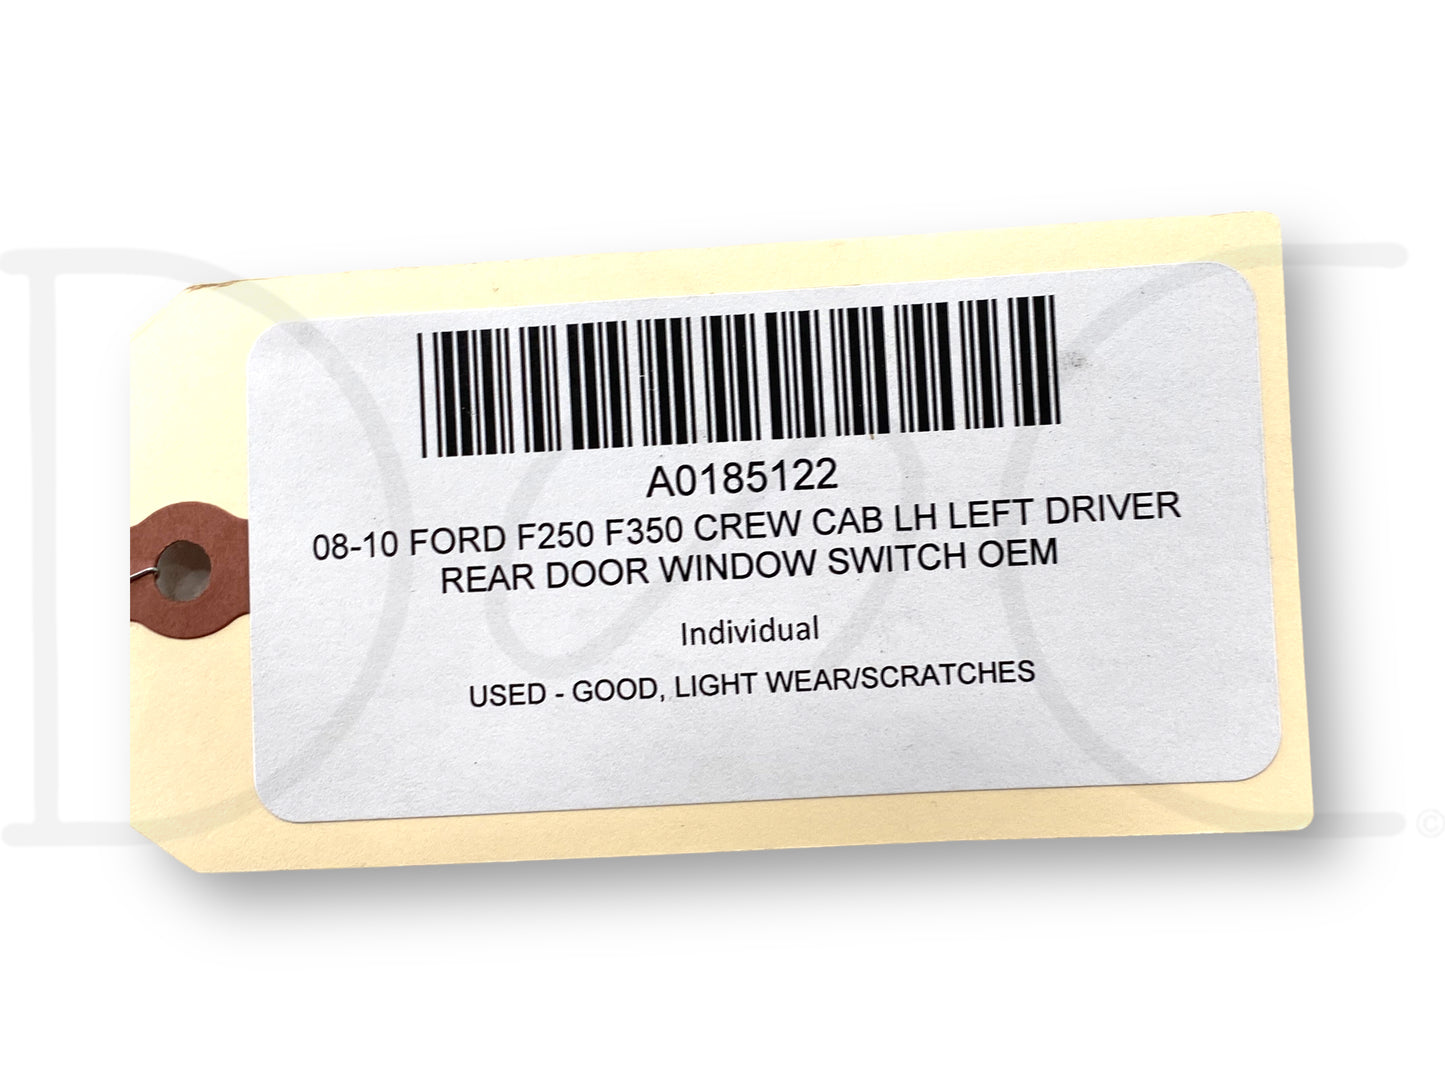 A0185122
08-10 FORD F250 F350 CREW CAB LH LEFT DRIVER
REAR DOOR WINDOW SWITCH OEM
Individual
USED - GOOD, LIGHT WEAR/SCRATCHES
©